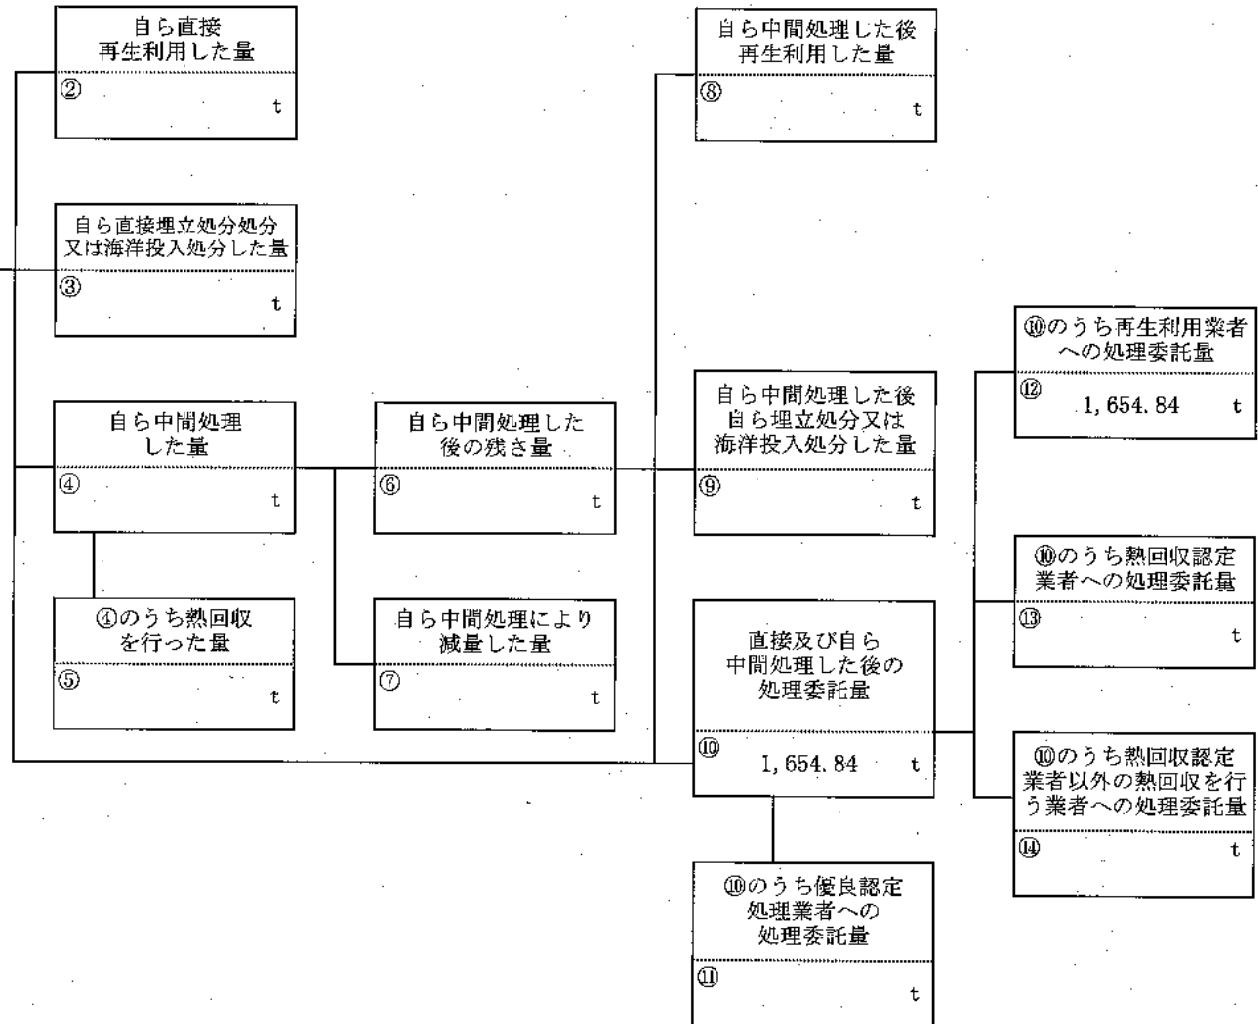 自ら直接
再生利用した量
②
t
自ら中間処理した後
再生利用した量
⑧
t
自ら直接埋立処分処分
又は海洋投入処分した量
③
t
⑩のうち再生利用業者
への処理委託量
⑫
1,654.84 t
自ら中間処理
した量
④
t
自ら中間処理した
後の残さ量
⑥
t
自ら中間処理した後
自ら埋立処分又は
海洋投入処分した量
⑨
t
⑩のうち熱回収認定
業者への処理委託量
⑬
t
④のうち熱回収
を行った量
⑤
t
自ら中間処理により
減量した量
⑦
t
直接及び自ら
中間処理した後の
処理委託量
⑩
1,654.84 t
⑩のうち熱回収認定
業者以外の熱回収を行
う業者への処理委託量
⑭
t
⑩のうち優良認定
処理業者への
処理委託量
⑪
t